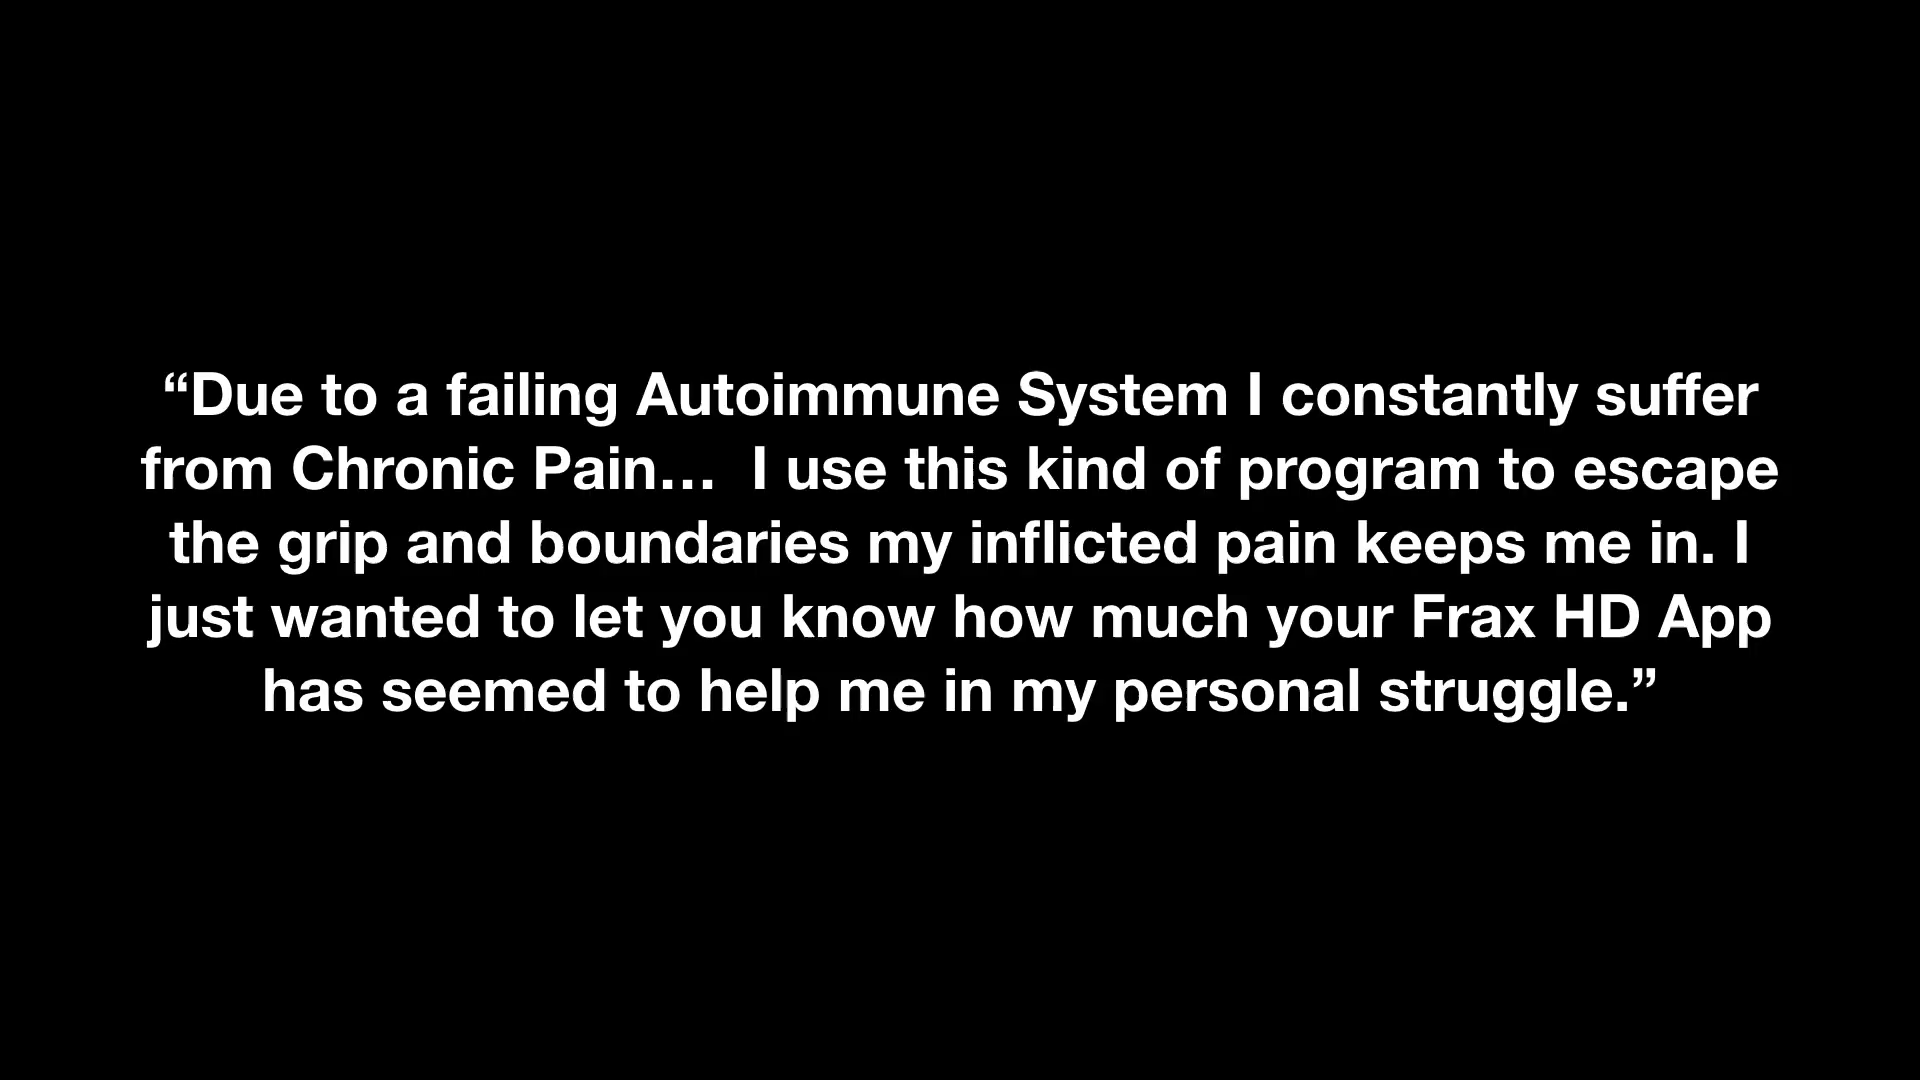 “Due to a failing Autoimmune System I constantly suffer
from Chronic Pain…  I use this kind of program to escape
the grip and boundaries my inflicted pain keeps me in. I
just wanted to let you know how much your Frax HD App
has seemed to help me in my personal struggle.”